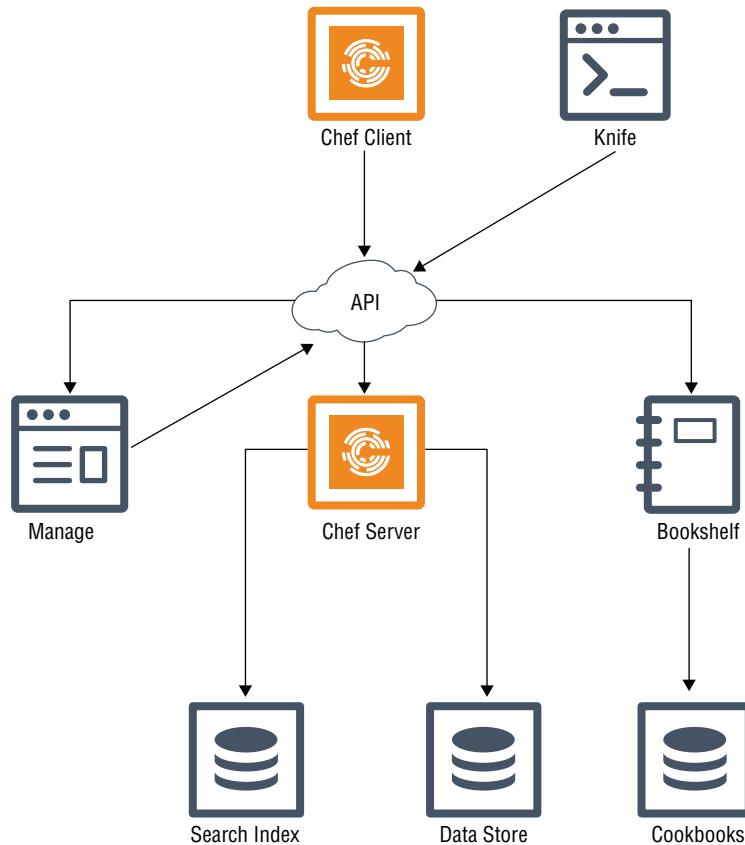 Chef Client
Knife
API
Manage
Chef Server
Bookshelf
Search Index
Data Store
Cookbooks